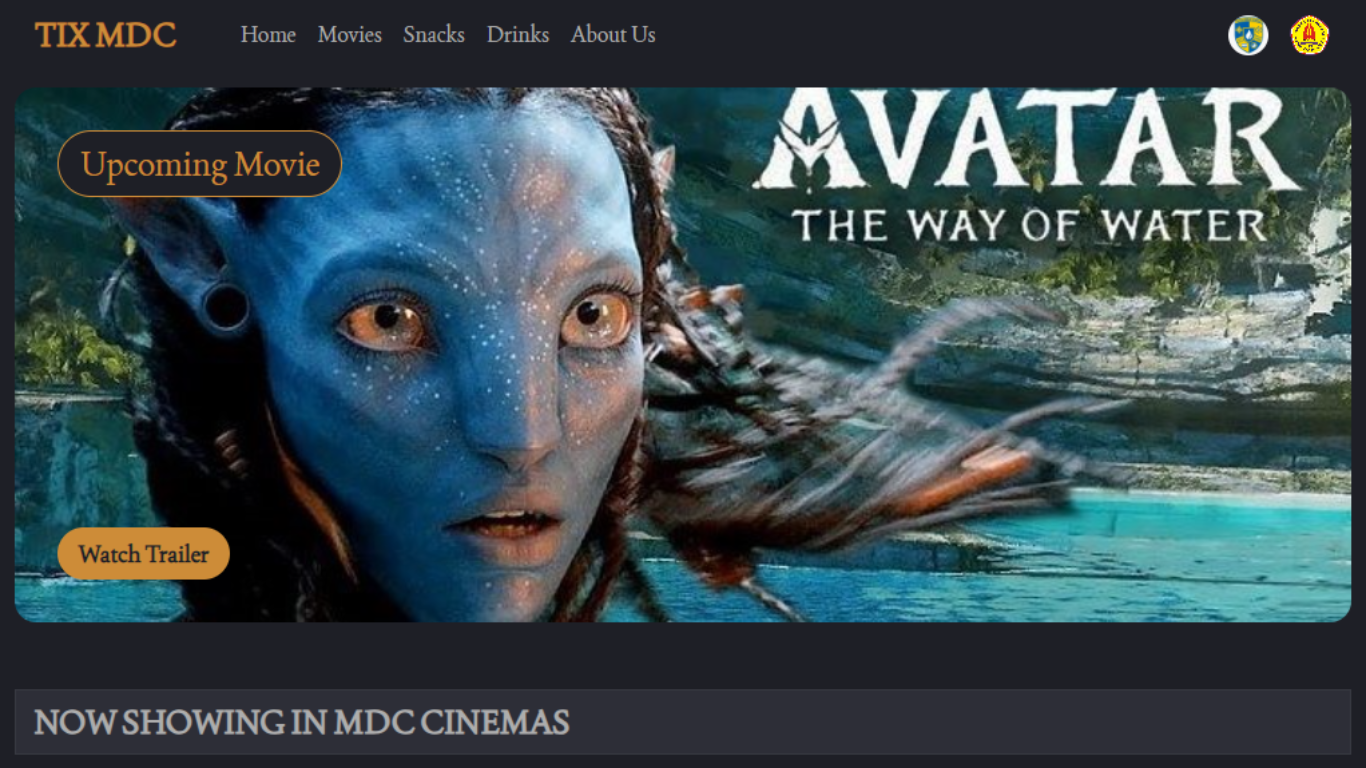 TIX MDC
Home Movies Snacks Drinks About Us
AVATAR
THE WAY OF WATER
Upcoming Movie
Watch Trailer
NOW SHOWING IN MDC CINEMAS